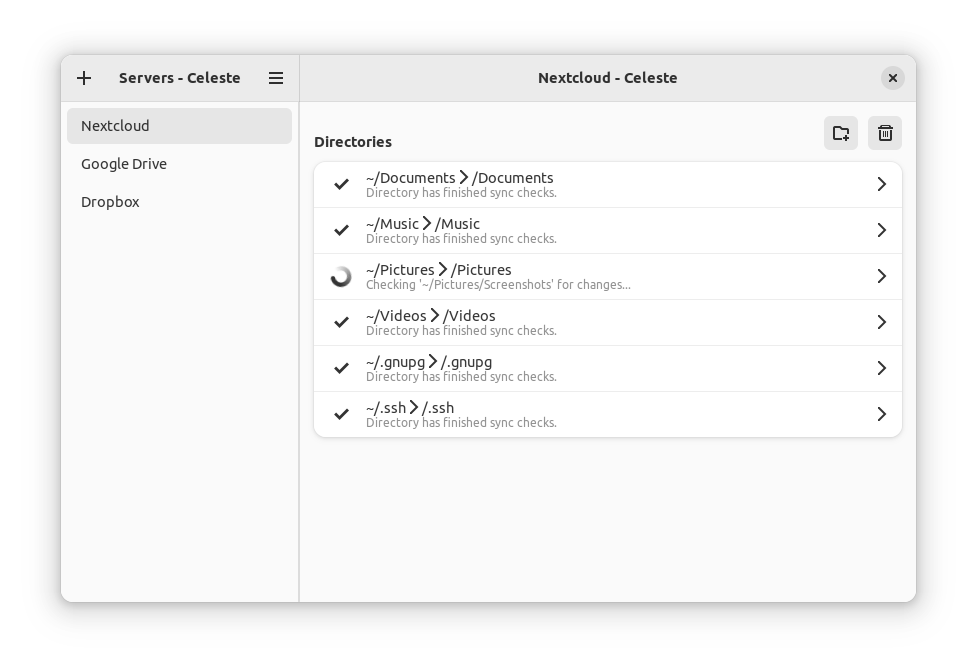 Servers - Celeste
Nextcloud - Celeste
Nextcloud
Google Drive
Dropbox
Directories
~/Documents > /Documents
Directory has finished sync checks.
~/Music > /Music
Directory has finished sync checks.
~/Pictures > /Pictures
Checking '~/Pictures/Screenshots' for changes...
~/Videos > /Videos
Directory has finished sync checks.
~/.gnupg > /.gnupg
Directory has finished sync checks.
~/.ssh > /.ssh
Directory has finished sync checks.